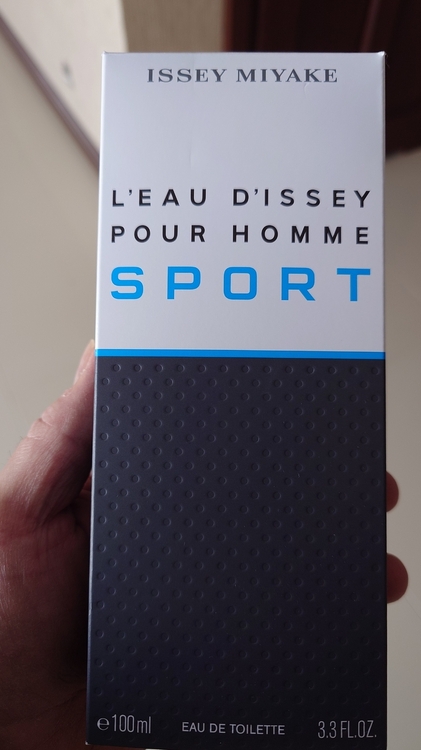 ISSEY MIYAKE
L'EAU D'ISSEY
POUR HOMME
SPORT
℮100ml EAU DE TOILETTE 3.3 FL.OZ.